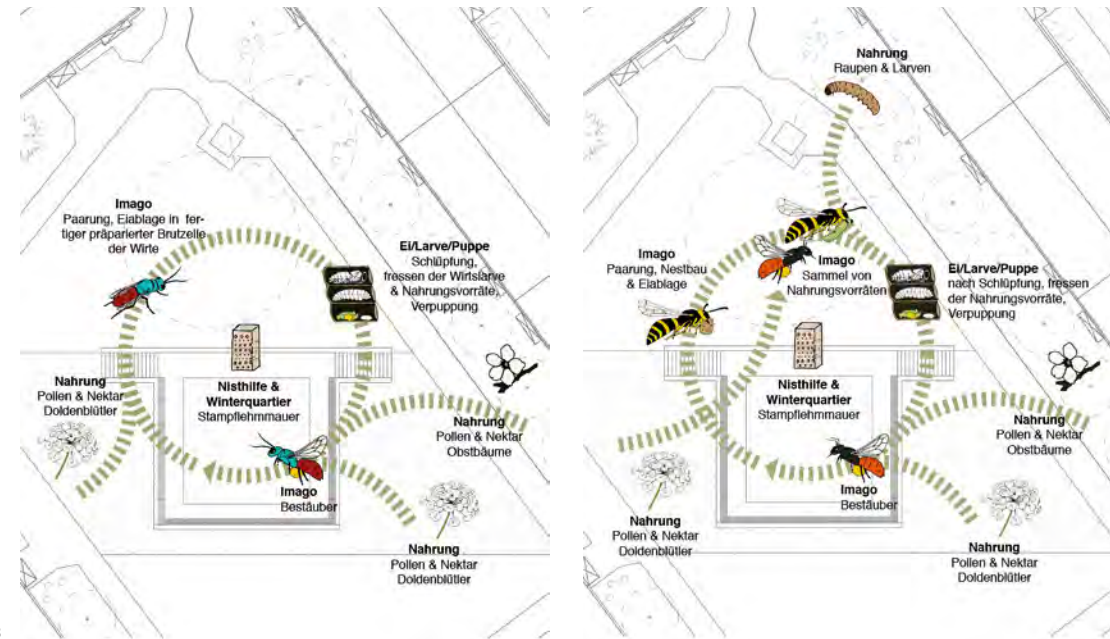 Imago
Paarung, Eiablage in fer-
tiger präparierter Brutzelle
der Wirte
Ei/Larve/Puppe
Schlüpfung,
fressen der Wirtslarve
& Nahrungsvorräte,
Verpuppung
Nahrung
Pollen & Nektar
Doldenblütler
Nisthilfe &
Winterquartier
Stampflehmmauer
Nahrung
Pollen & Nektar
Obstbäume
Imago
Bestäuber
Nahrung
Pollen & Nektar
Doldenblütler
Nahrung
Raupen & Larven
Imago
Paarung, Nestbau
& Eiablage
Imago
Sammel von
Nahrungsvorräten
Ei/Larve/Puppe
nach Schlüpfung, fressen
der Nahrungsvorräte,
Verpuppung
Nisthilfe &
Winterquartier
Stampflehmmauer
Nahrung
Pollen & Nektar
Obstbäume
Imago
Bestäuber
Nahrung
Pollen & Nektar
Doldenblütler
Nahrung
Pollen & Nektar
Doldenblütler